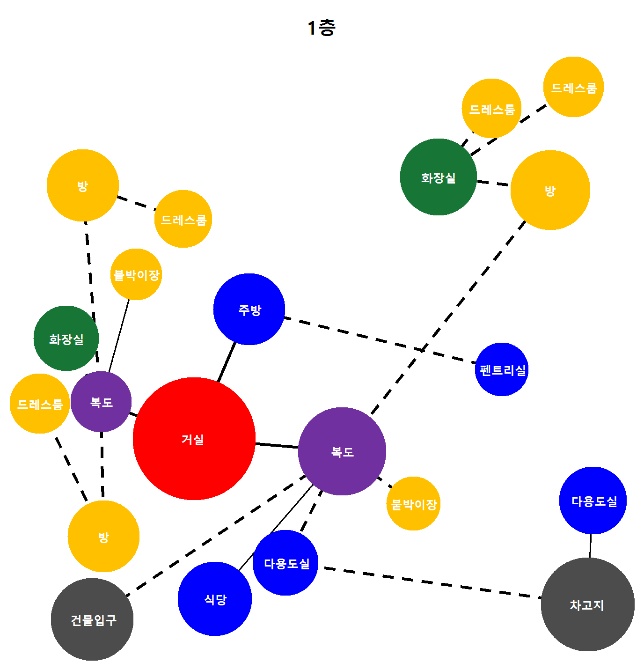 1층
드레스룸
드레스룸
화장실
방
방
드레스룸
붙박이장
주방
화장실
펜트리실
복도
드레스룸
거실
복도
붙박이장
다용도실
방
다용도실
식당
차고지
건물입구